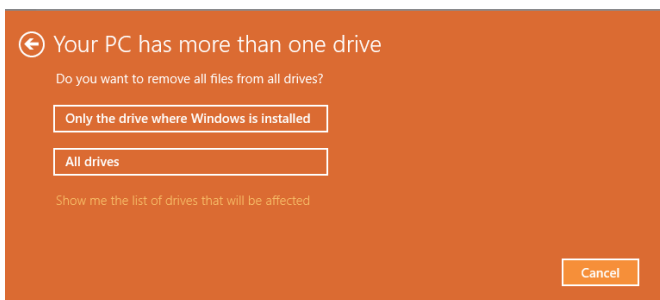 Your PC has more than one drive
Do you want to remove all files from all drives?
Only the drive where Windows is installed
All drives
Show me the list of drives that will be affected
Cancel